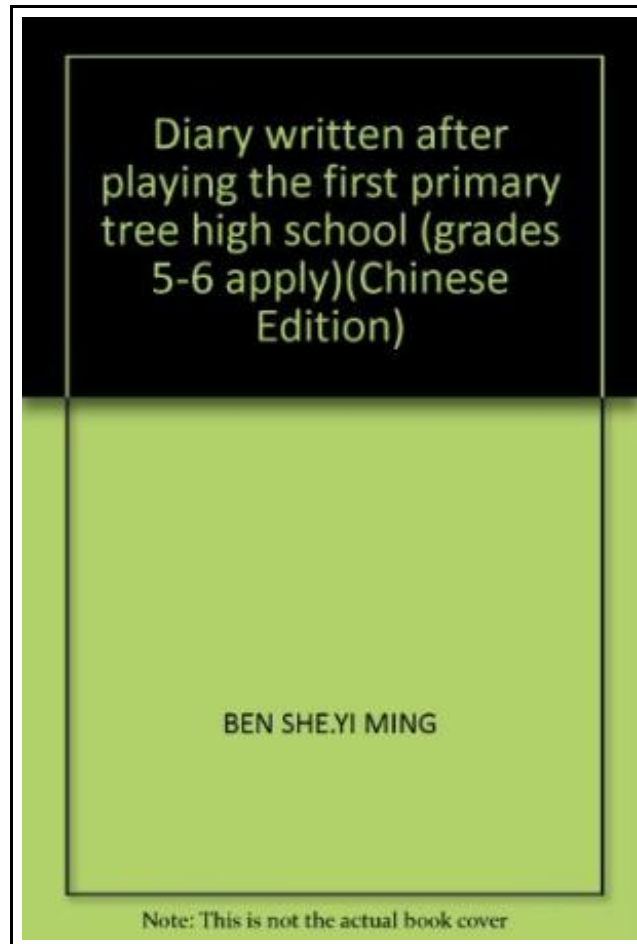 Diary written after
playing the first primary
tree high school (grades
5-6 apply)(Chinese
Edition)
BEN SHE.YI MING
Note: This is not the actual book cover